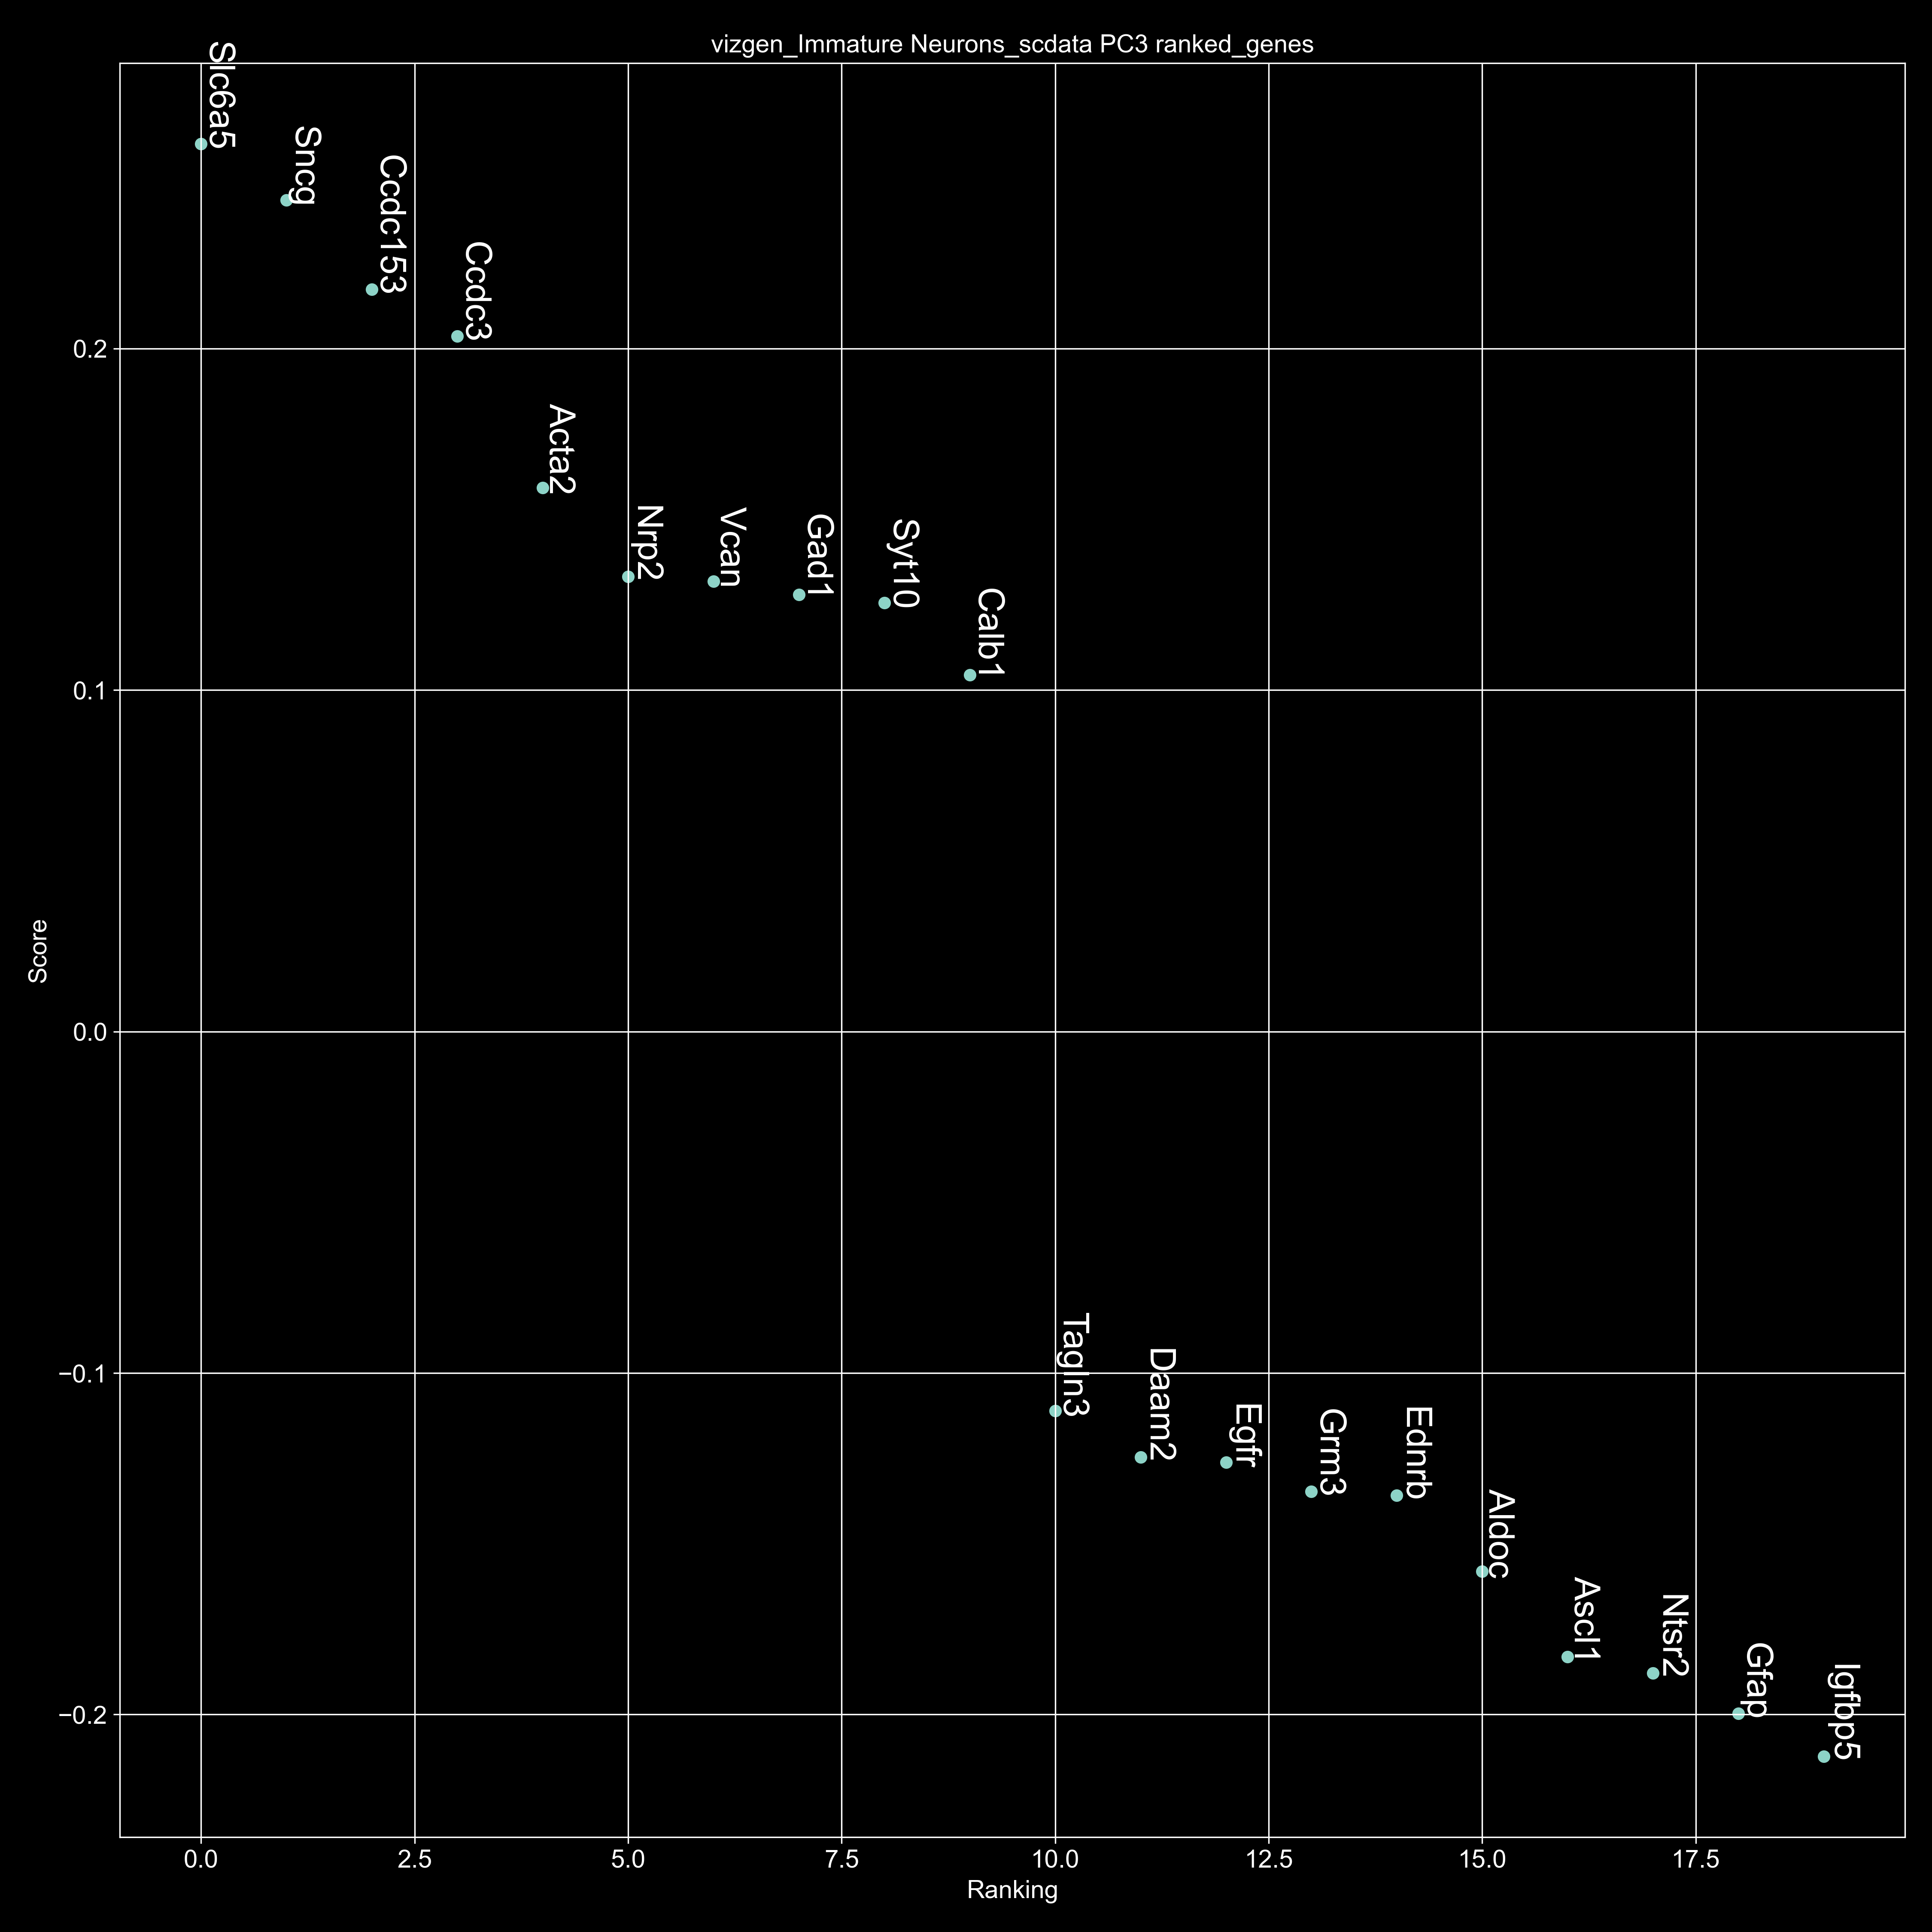 vizgen_Immature Neurons_scdata PC3 ranked_genes
Slc6a5
Sncg
Ccdc153
Ccdc3
Acta2
Nrp2
Vcan
Gad1
Syt10
Calb1
Tagln3
Daam2
Egfr
Grm3
Ednrb
Aldoc
Ascl1
Ntsr2
Gfap
Igfbp5
0.2
0.1
0.0
−0.1
−0.2
Score
0.0 2.5 5.0 7.5 10.0 12.5 15.0 17.5
Ranking